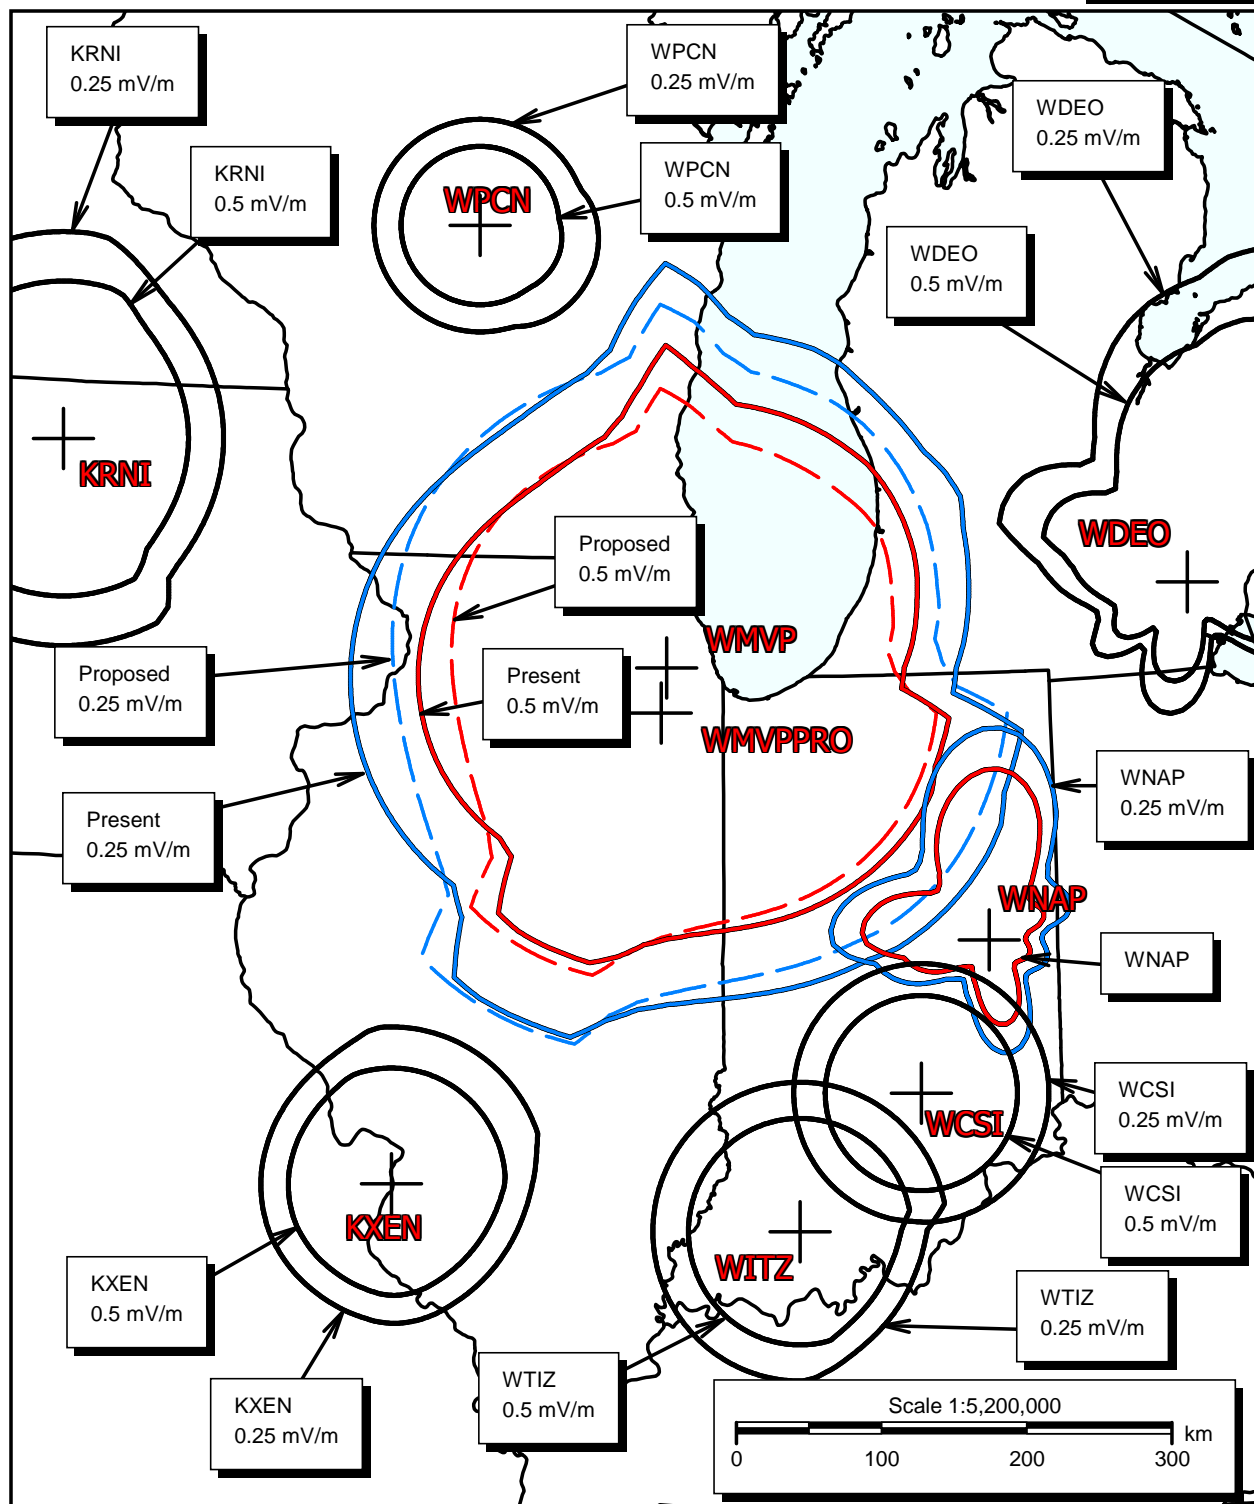 KRNI
0.25 mV/m
WPCN
0.25 mV/m
WDEO
0.25 mV/m
KRNI
0.5 mV/m
WPCN
0.5 mV/m
WPCN
WDEO
0.5 mV/m
KRNI
WDEO
Proposed
0.5 mV/m
WMVP
Proposed
0.25 mV/m
Present
0.5 mV/m
WMVPPRO
WNAP
0.25 mV/m
Present
0.25 mV/m
WNAP
WNAP
WCSI
0.25 mV/m
WCSI
WCSI
0.5 mV/m
KXEN
WITZ
KXEN
0.5 mV/m
WTIZ
0.25 mV/m
WTIZ
0.5 mV/m
KXEN
0.25 mV/m
Scale 1:5,200,000
km
0 100 200 300